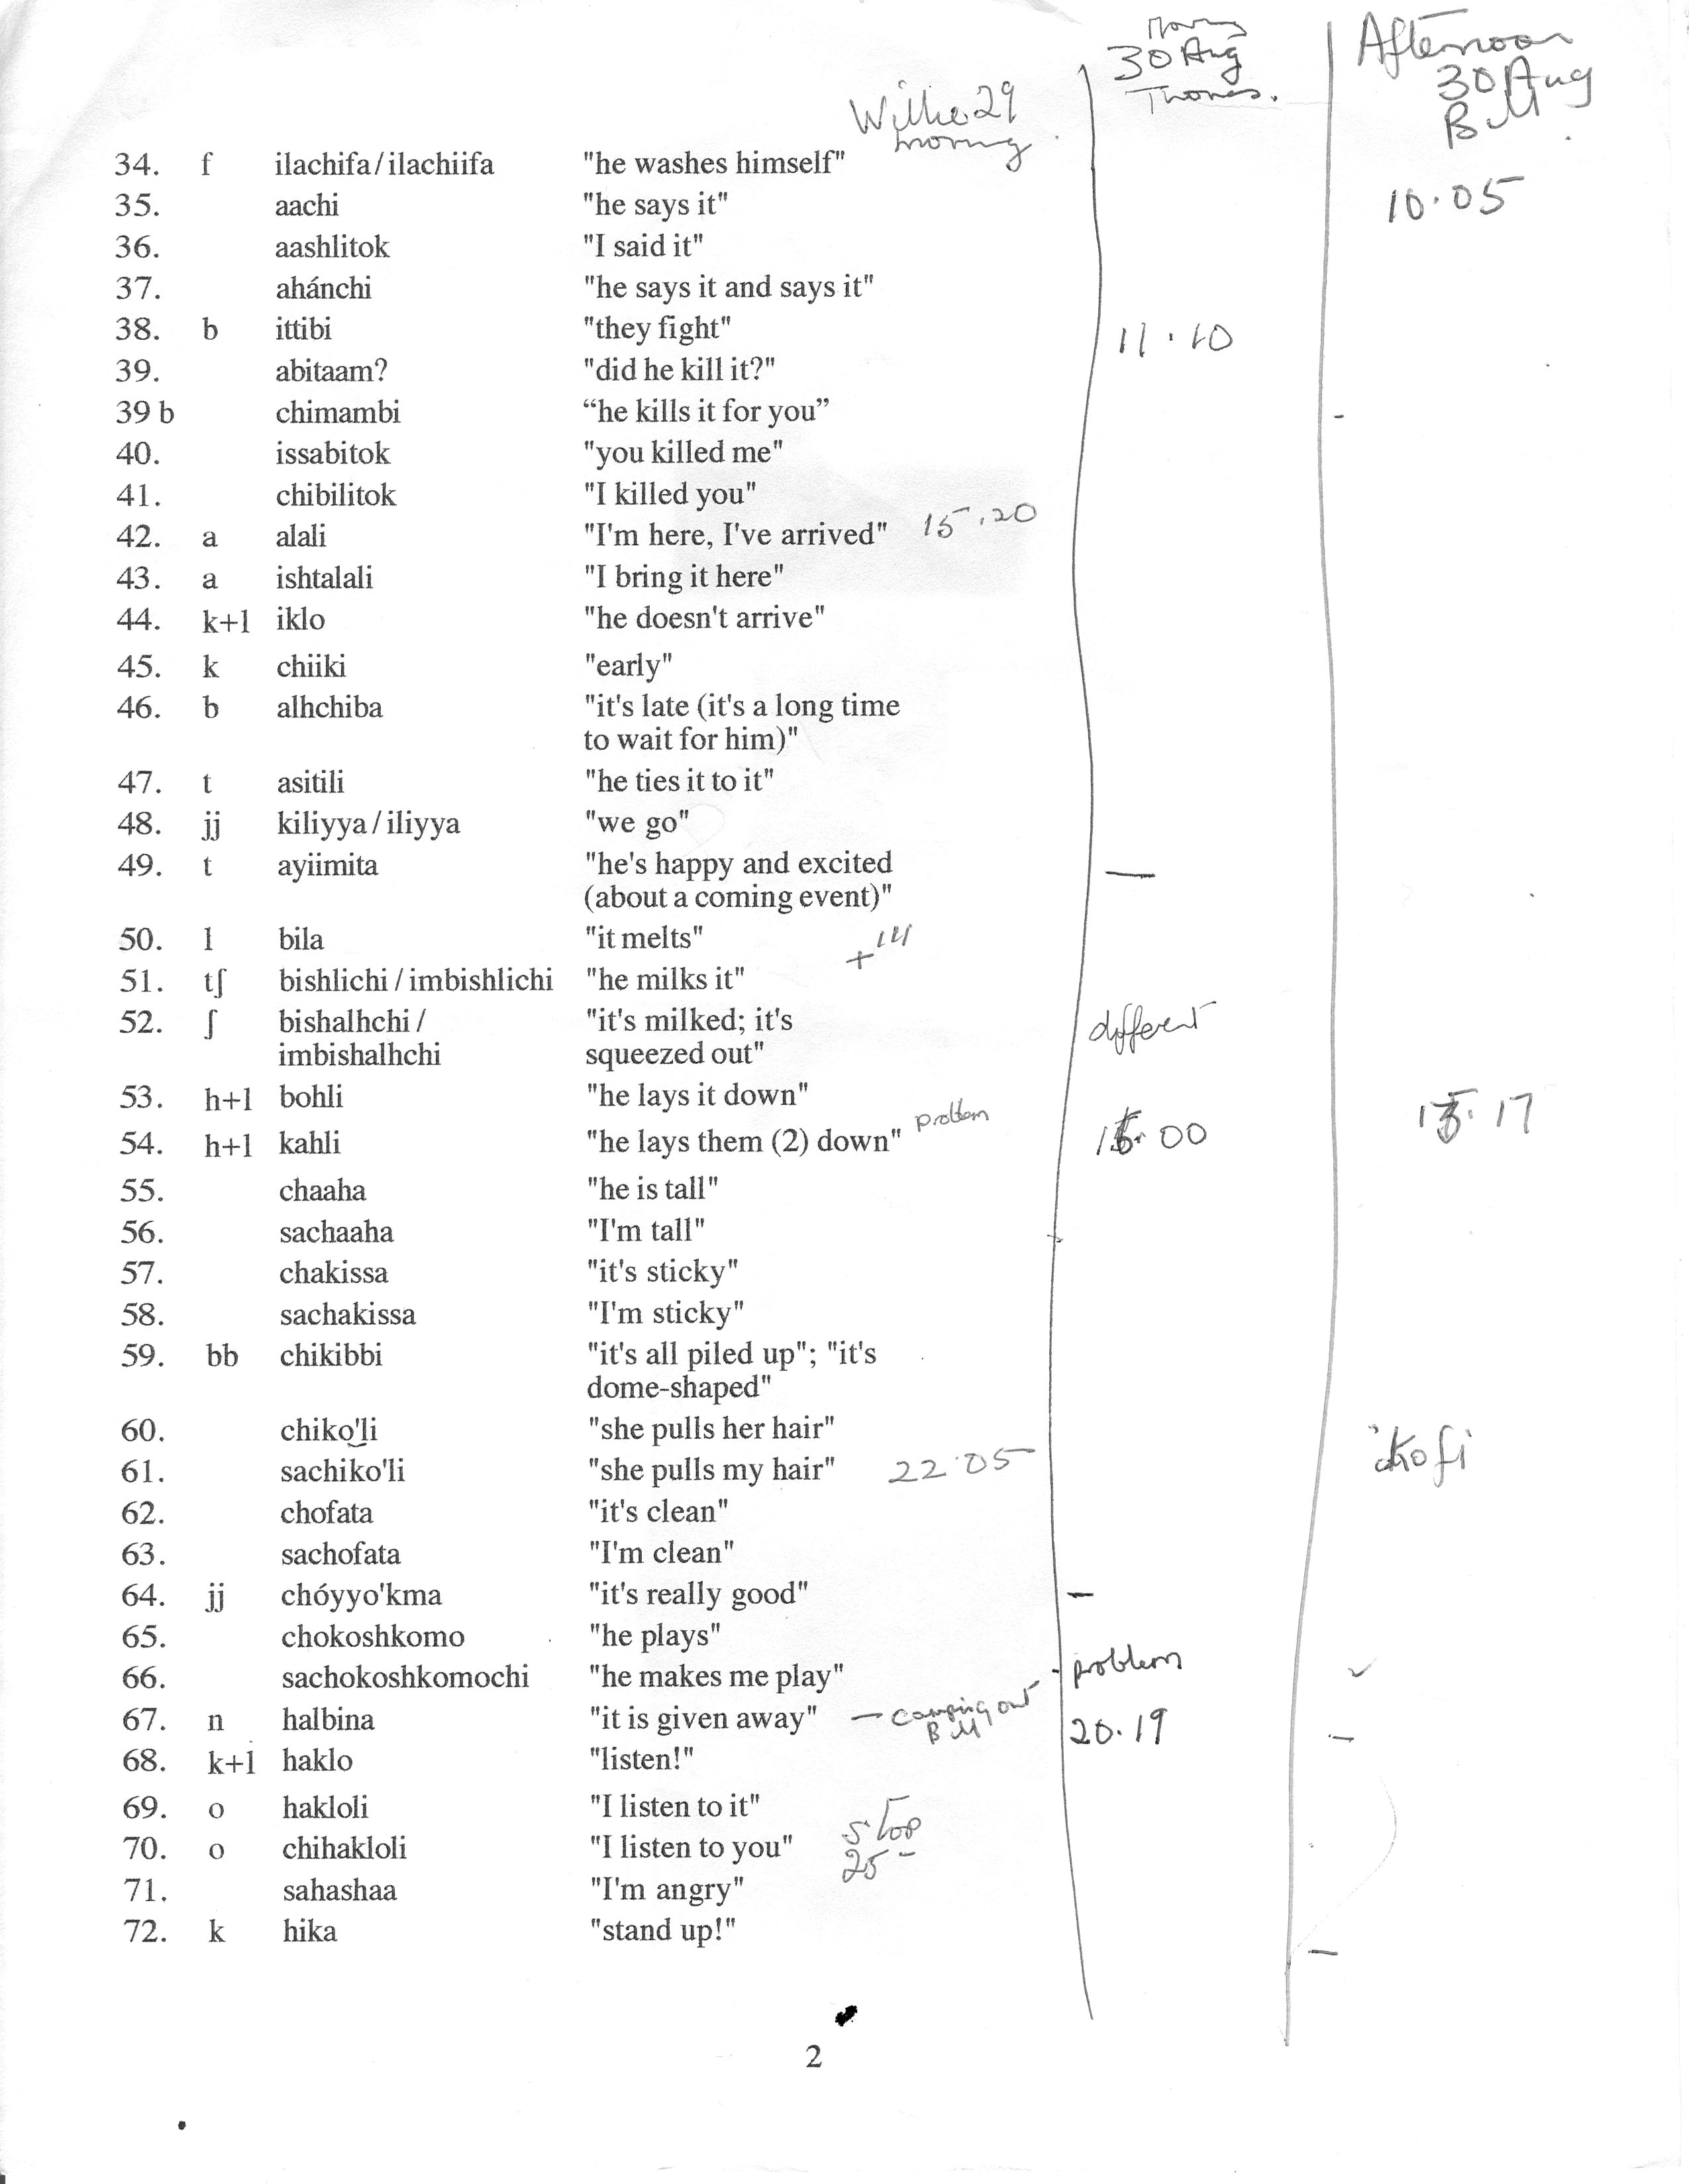 Morning
30 Aug
Thomas.
Afternoon
30 Aug
Bill
Willie 29
morning
34. f ilachifa/ilachiifa "he washes himself"
35. aachi "he says it" 10.05
36. aashlitok "I said it"
37. ahánchi "he says it and says it"
38. b ittibi "they fight" 11.10
39. abitaam? "did he kill it?"
39 b chimambi “he kills it for you” -
40. issabitok "you killed me"
41. chibilitok "I killed you"
42. a alali "I'm here, I've arrived" 15.20
43. a ishtalali "I bring it here"
44. k+l iklo "he doesn't arrive"
45. k chiiki "early"
46. b alhchiba "it's late (it's a long time
to wait for him)"
47. t asitili "he ties it to it"
48. jj kiliyya/iliyya "we go"
49. t ayiimita "he's happy and excited —
(about a coming event)"
50. l bila "it melts" +
51. tʃ bishlichi/imbishlichi "he milks it"
52. ʃ bishalhchi/ "it's milked; it's different
imbishalhchi squeezed out"
53. h+l bohli "he lays it down"
54. h+l kahli "he lays them (2) down" problem
55. chaaha "he is tall"
56. sachaaha "I'm tall"
57. chakissa "it's sticky"
58. sachakissa "I'm sticky"
59. bb chikibbi "it's all piled up"; "it's
dome-shaped"
60. chiko'li "she pulls her hair"
61. sachiko'li "she pulls my hair" 22.05 kofi
62. chofata "it's clean"
63. sachofata "I'm clean"
64. jj chóyyo'kma "it's really good" —
65. chokoshkomo "he plays"
66. sachokoshkomochi "he makes me play" - problem ✓
67. n halbina "it is given away" — camping out 20.19 —
Bill
68. k+l haklo "listen!"
69. o hakloli "I listen to it" stop
70. o chihakloli "I listen to you" 25 -
71. sahashaa "I'm angry"
72. k hika "stand up!" —
2